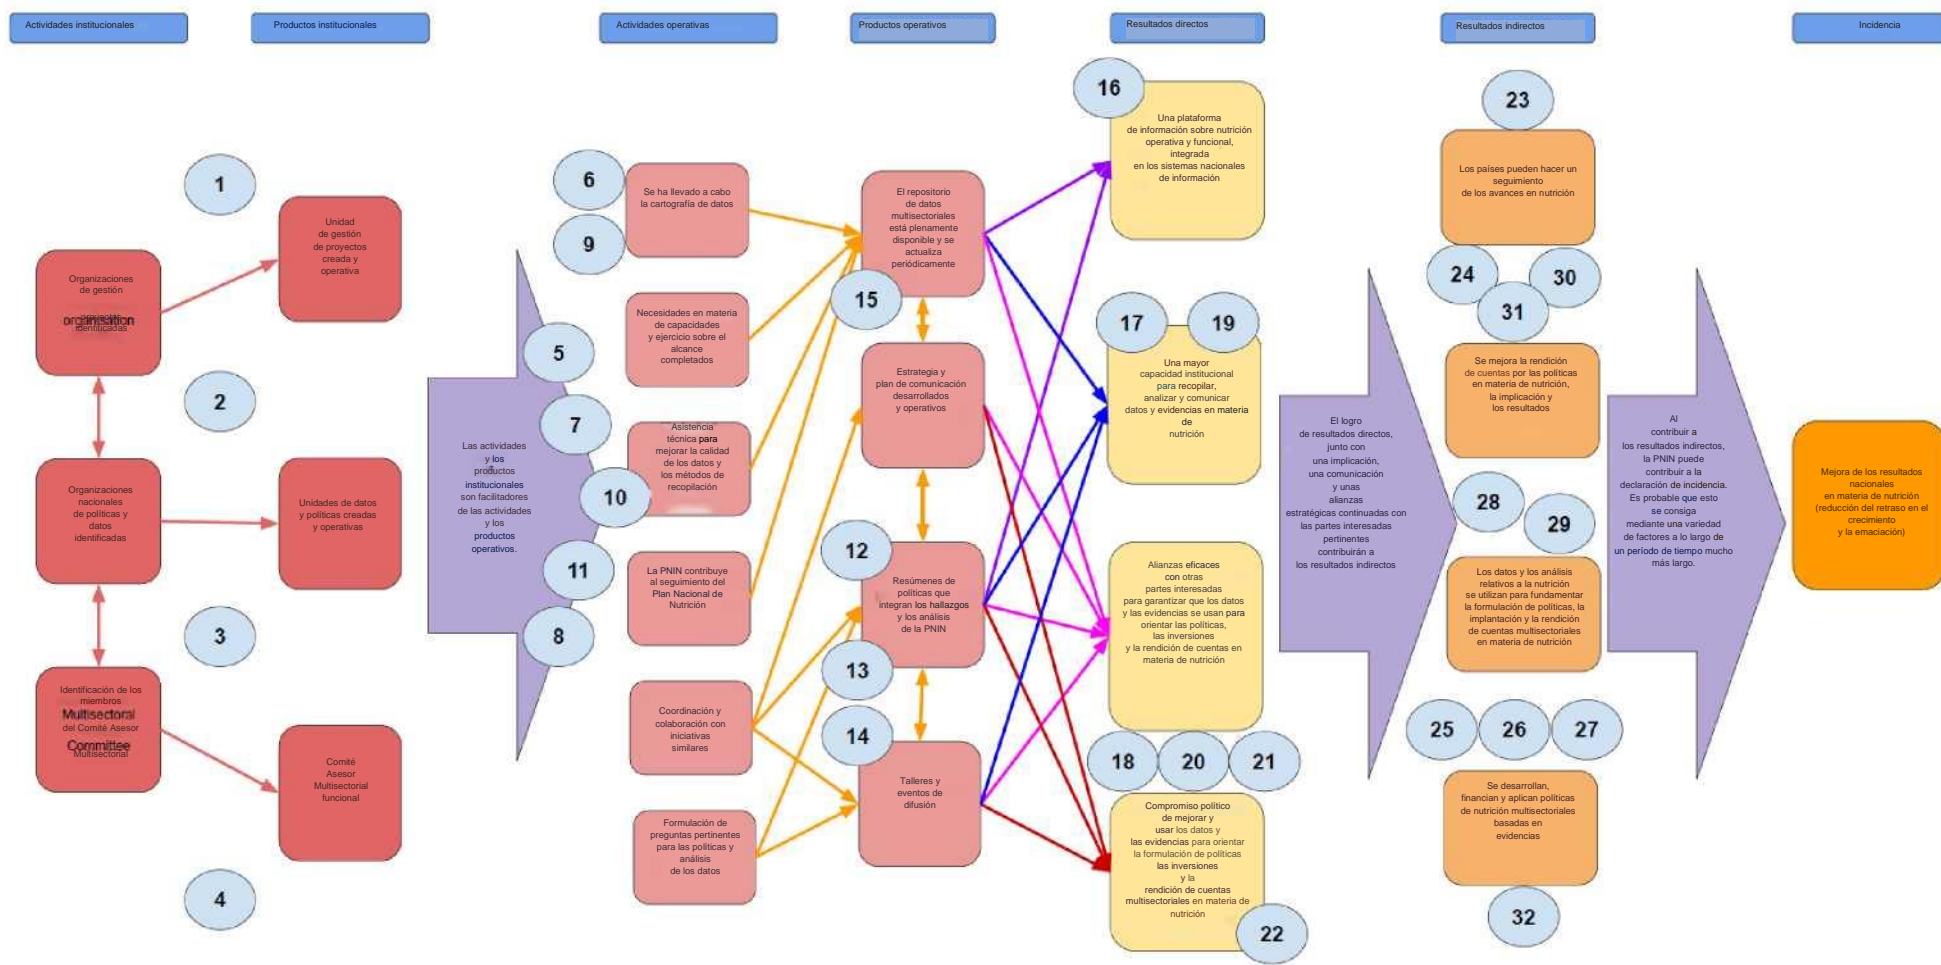 Actividades institucionales
Productos institucionales
Actividades operativas
Productos operativos
Resultados directos
Resultados indirectos
Incidencia
1
2
3
4
Organizaciones
de gestión
organisation
identificadas
Organizaciones
nacionales
de políticas y
datos
identificadas
Identificación de los
miembros
Multisectoral
del Comité Asesor
Committee
Multisectorial
Unidad
de gestión
de proyectos
creada y
operativa
Unidades de datos
y políticas creadas
y operativas
Comité
Asesor
Multisectorial
funcional
Las actividades
y los
productos
institucionales
son facilitadores
de las actividades
y los
productos
operativos.
5
7
10
11
8
6
9
Se ha llevado a cabo
la cartografía de datos
Necesidades en materia
de capacidades
y ejercicio sobre el
alcance
completados
Asistencia
técnica para
mejorar la calidad
de los datos y
los métodos de
recopilación
La PNIN contribuye
al seguimiento del
Plan Nacional de
Nutrición
Coordinación y
colaboración con
iniciativas
similares
Formulación de
preguntas pertinentes
para las políticas y
análisis
de los datos
El repositorio
de datos
multisectoriales
está plenamente
disponible y se
actualiza
periódicamente
15
Estrategia y
plan de comunicación
desarrollados
y operativos
12
Resúmenes de
políticas que
integran los hallazgos
y los análisis
de la PNIN
13
14
Talleres y
eventos de
difusión
16
Una plataforma
de información sobre nutrición
operativa y funcional,
integrada
en los sistemas nacionales
de información
17
19
Una mayor
capacidad institucional
para recopilar,
analizar y comunicar
datos y evidencias en materia
de
nutrición
Alianzas eficaces
con otras
partes interesadas
para garantizar que los datos
y las evidencias se usan para
orientar las políticas,
las inversiones
y la rendición de cuentas en
materia de nutrición
18
20
21
Compromiso político
de mejorar y
usar los datos y
las evidencias para orientar
la formulación de políticas
las inversiones
y la
rendición de cuentas
multisectoriales en materia de
nutrición
22
El logro
de resultados directos,
junto con
una implicación,
una comunicación
y unas
alianzas
estratégicas continuadas con
las partes interesadas
pertinentes
contribuirán a
los resultados indirectos
23
Los países pueden hacer un
seguimiento
de los avances en nutrición
24
30
31
Se mejora la rendición
de cuentas por las políticas
en materia de nutrición,
la implicación y
los resultados
28
29
Los datos y los análisis
relativos a la nutrición
se utilizan para fundamentar
la formulación de políticas, la
implantación y la rendición
de cuentas multisectoriales
en materia de nutrición
25
26
27
Se desarrollan,
financian y aplican políticas
de nutrición multisectoriales
basadas en
evidencias
32
Al
contribuir a
los resultados indirectos,
la PNIN puede
contribuir a la
declaración de incidencia.
Es probable que esto
se consiga
mediante una variedad
de factores a lo largo de
un período de tiempo mucho
más largo.
Mejora de los resultados
nacionales
en materia de nutrición
(reducción del retraso en el
crecimiento
y la emaciación)